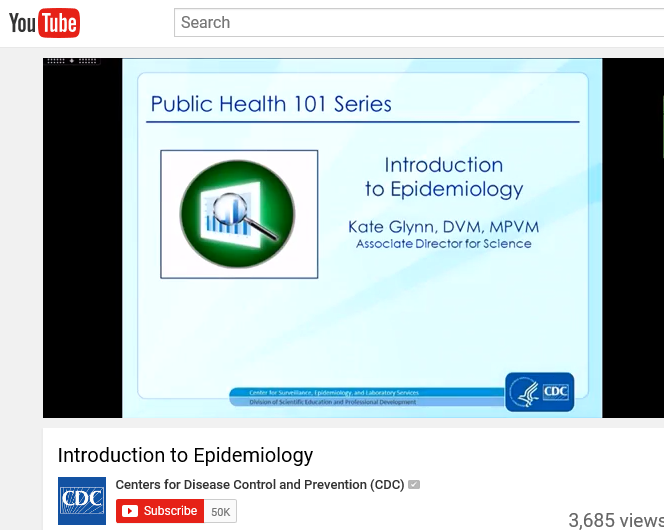 YouTube
Search
Public Health 101 Series
Introduction
to Epidemiology
Kate Glynn, DVM, MPVM
Associate Director for Science
Center for Surveillance, Epidemiology, and Laboratory Services
Division of Scientific Education and Professional Development
CDC
Introduction to Epidemiology
CDC
Centers for Disease Control and Prevention (CDC)
Subscribe 50K
3,685 views